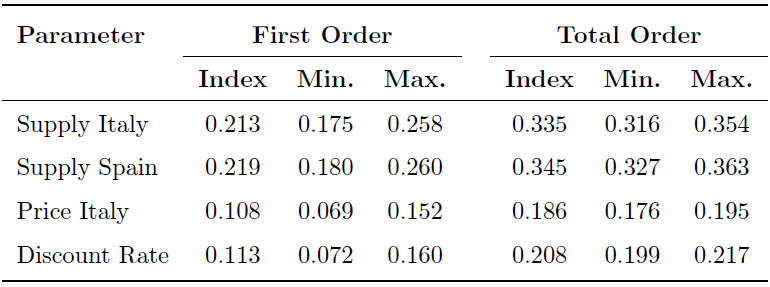 Parameter First Order Total Order
Index Min. Max. Index Min. Max.
Supply Italy 0.213 0.175 0.258 0.335 0.316 0.354
Supply Spain 0.219 0.180 0.260 0.345 0.327 0.363
Price Italy 0.108 0.069 0.152 0.186 0.176 0.195
Discount Rate 0.113 0.072 0.160 0.208 0.199 0.217